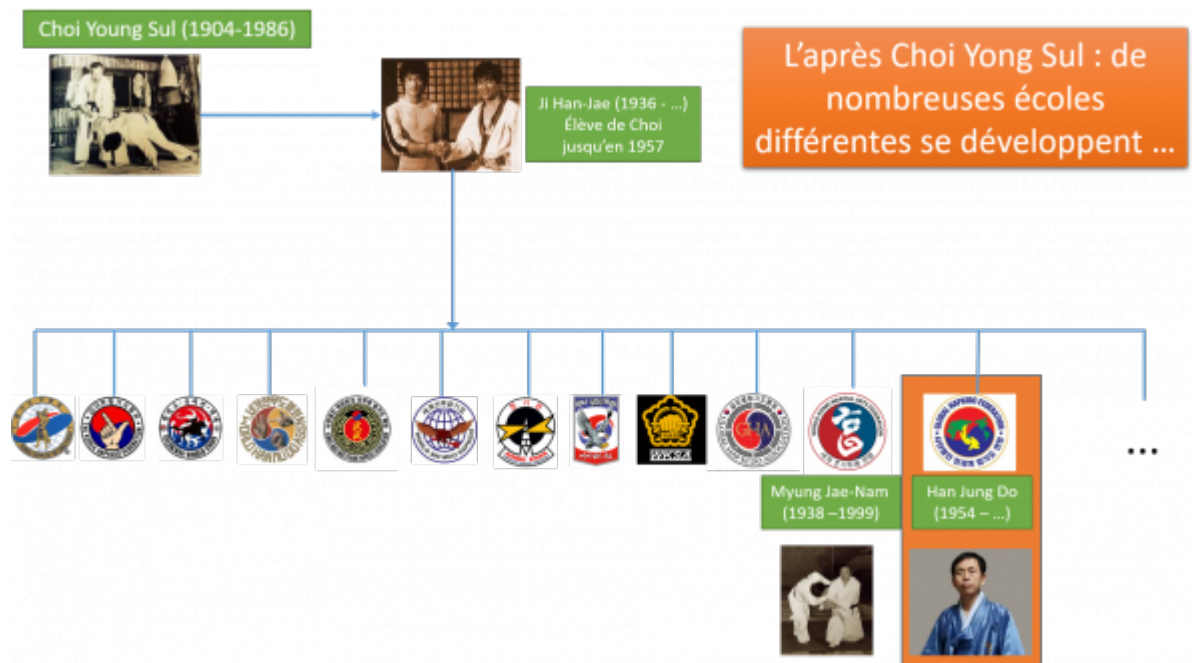 Choi Young Sul (1904-1986)
L'après Choi Yong Sul : de
nombreuses écoles
différentes se développent ...
Ji Han-Jae (1936 - ...)
Élève de Choi
jusqu'en 1957
GHA
...
Myung Jae-Nam
(1938 –1999)
Han Jung Do
(1954 – ...)